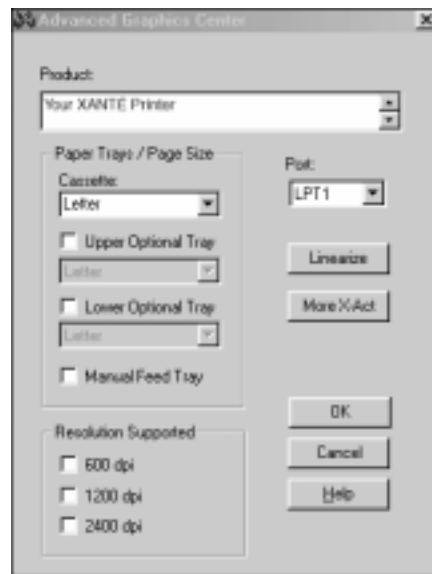 Advanced Graphics Center
Product:
Your XANTÉ Printer
Paper Trays / Page Size
Cassette:
Letter
Upper Optional Tray
Letter
Lower Optional Tray
Letter
Manual Feed Tray
Port:
LPT1
Linearize
More X-Act
Resolution Supported
600 dpi
1200 dpi
2400 dpi
OK
Cancel
Help